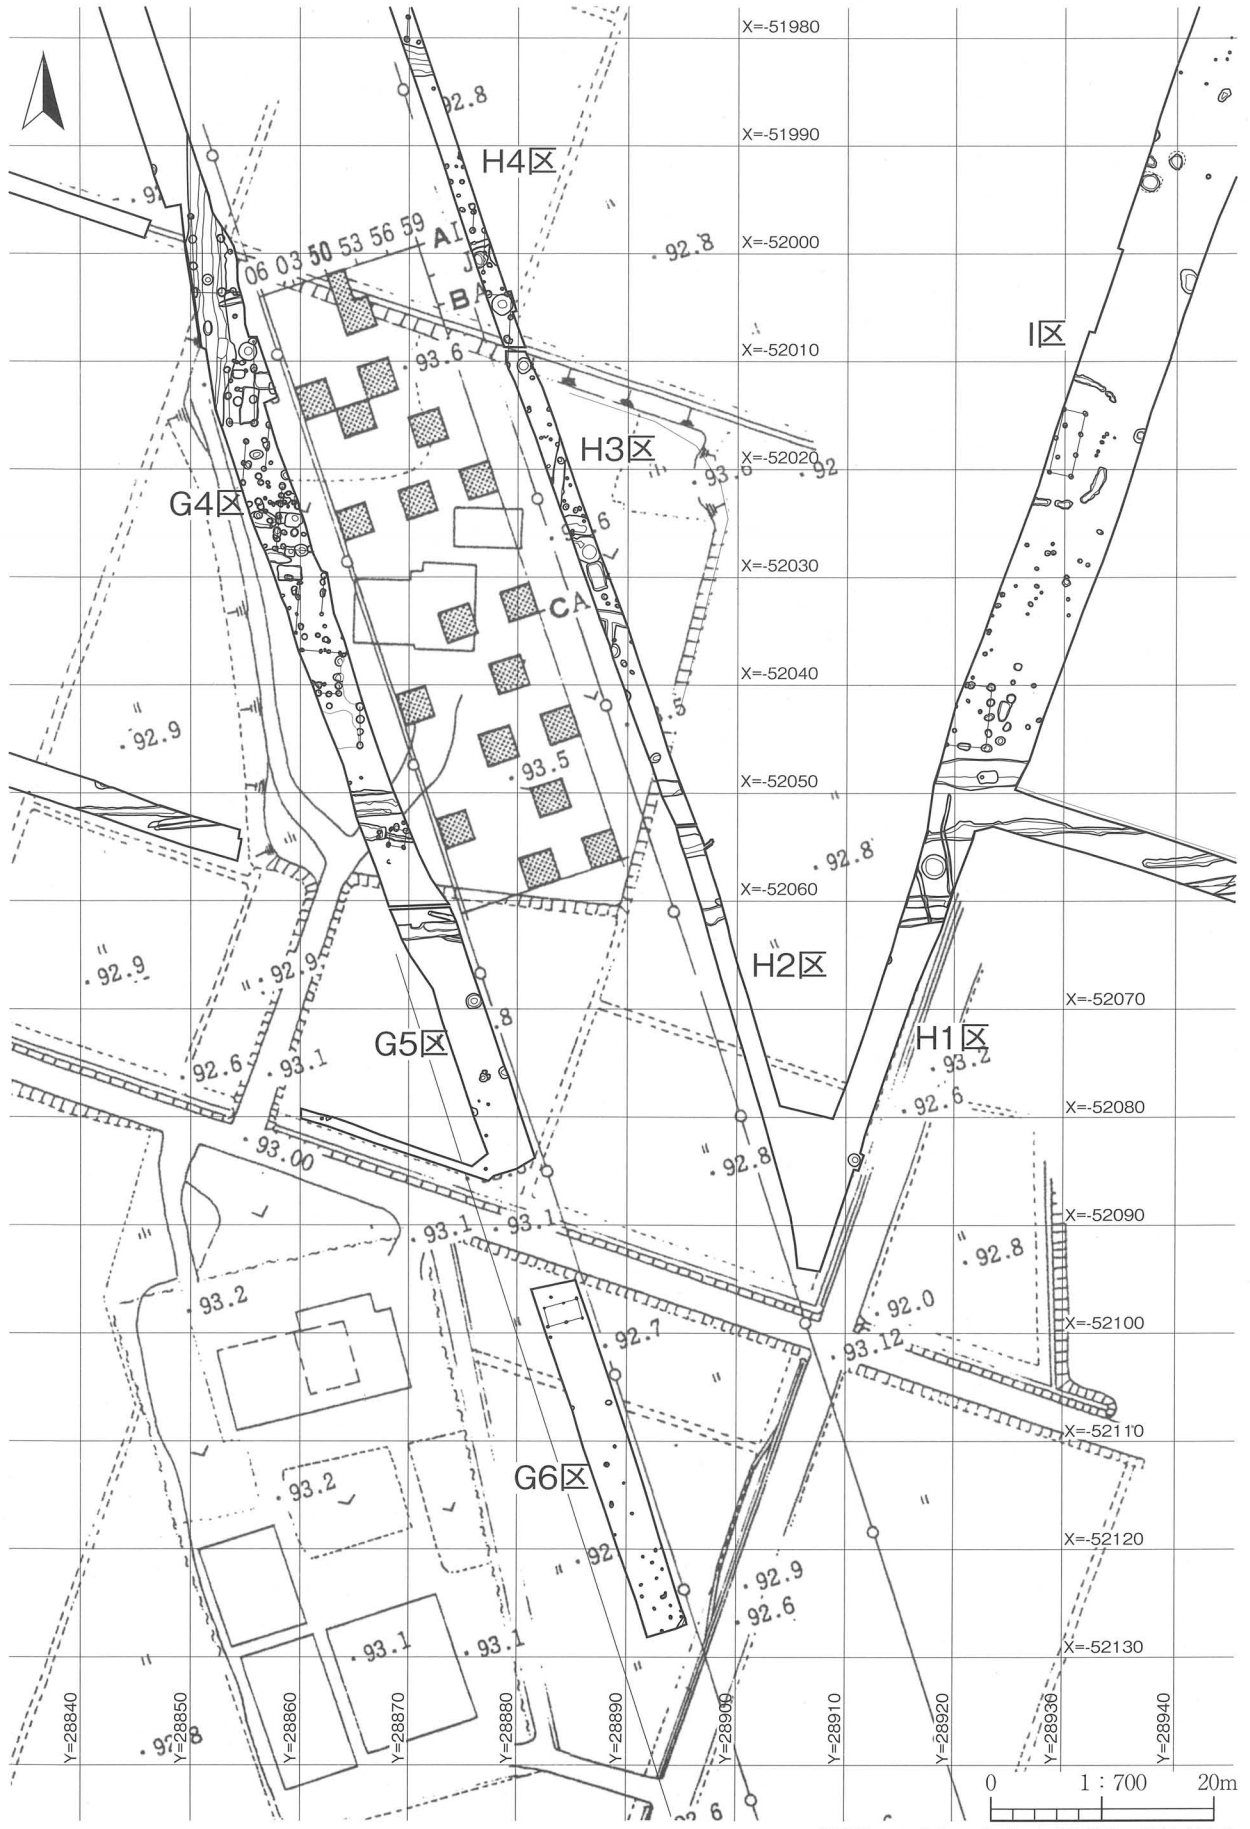 X=-51980
92.8
X=-51990
H4区
06 03 50 53 56 59
AI
J
BA
92.8
X=-52000
I区
93.6
X=-52010
H3区
X=-52020
93.6
92
G4区
X=-52030
CA
X=-52040
92.9
93.5
X=-52050
92.8
X=-52060
92.9
92.9
H2区
X=-52070
G5区
.8
H1区
93.2
92.6
93.1
92.6
X=-52080
93.00
92.8
X=-52090
93.1
93.1
92.8
93.2
92.0
X=-52100
92.7
93.12
X=-52110
G6区
93.2
X=-52120
92
92.9
92.6
93.1
93.1
X=-52130
Y=28840
Y=28850
Y=28860
Y=28870
Y=28880
Y=28890
Y=28900
Y=28910
Y=28920
Y=28930
Y=28940
0 1:700 20m